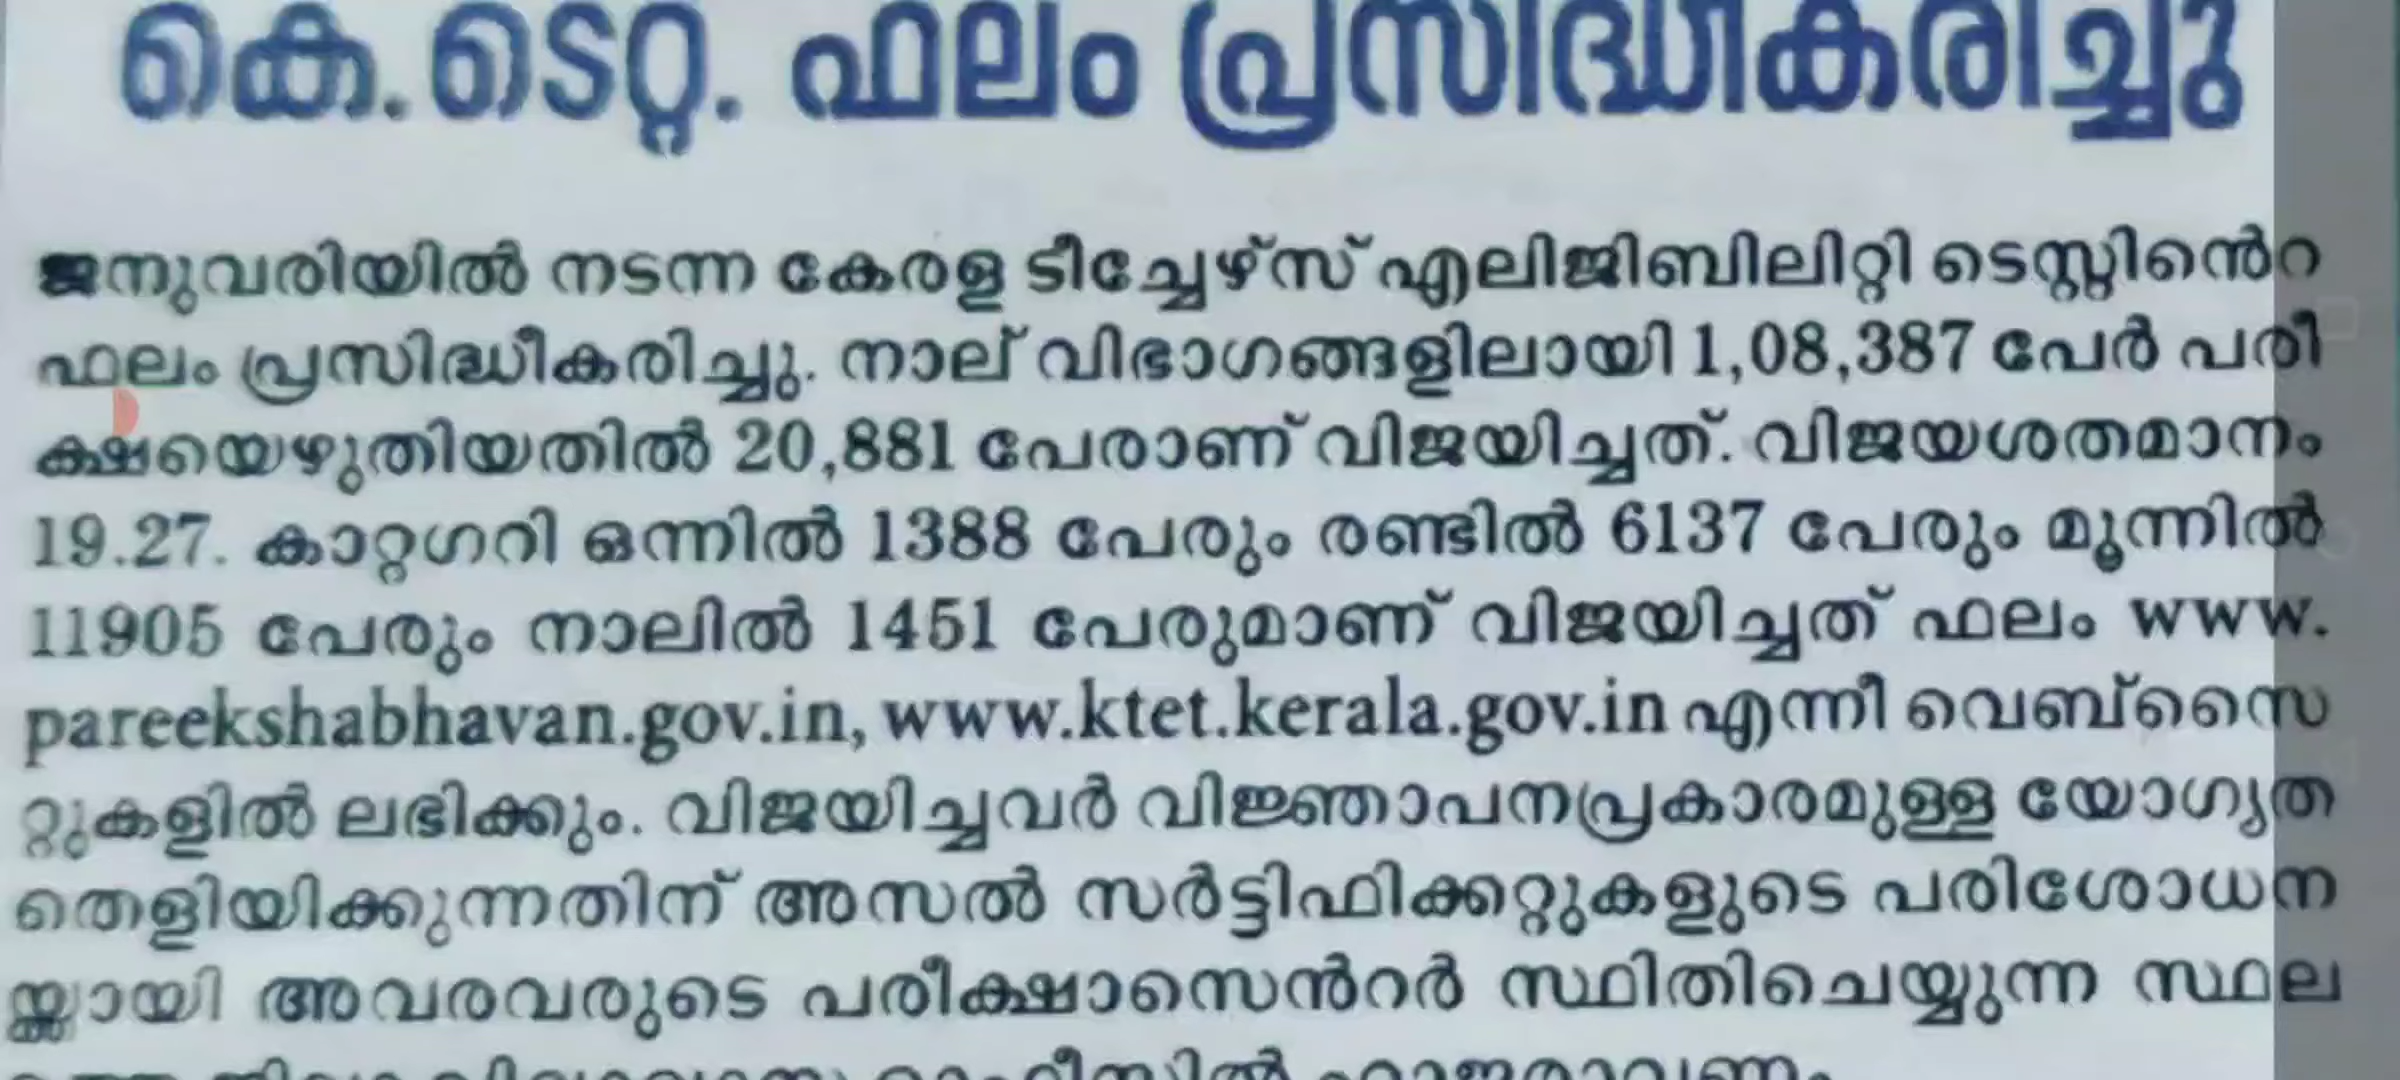 കെ.ടെറ്റ്. ഫലം പ്രസിദ്ധീകരിച്ചു
ജനുവരിയിൽ നടന്ന കേരള ടീച്ചേഴ്സ് എലിജിബിലിറ്റി ടെസ്റ്റിൻെറ
ഫലം പ്രസിദ്ധീകരിച്ചു. നാല് വിഭാഗങ്ങളിലായി 1,08,387 പേർ പരീ
ക്ഷയെഴുതിയതിൽ 20,881 പേരാണ് വിജയിച്ചത്. വിജയശതമാനം
19.27. കാറ്റഗറി ഒന്നിൽ 1388 പേരും രണ്ടിൽ 6137 പേരും മൂന്നിൽ
11905 പേരും നാലിൽ 1451 പേരുമാണ് വിജയിച്ചത് ഫലം www.
pareekshabhavan.gov.in, www.ktet.kerala.gov.in എന്നീ വെബ്സൈ
റ്റുകളിൽ ലഭിക്കും. വിജയിച്ചവർ വിജ്ഞാപനപ്രകാരമുള്ള യോഗ്യത
തെളിയിക്കുന്നതിന് അസൽ സർട്ടിഫിക്കറ്റുകളുടെ പരിശോധന
യ്ക്കായി അവരവരുടെ പരീക്ഷാസെൻറർ സ്ഥിതിചെയ്യുന്ന സ്ഥല